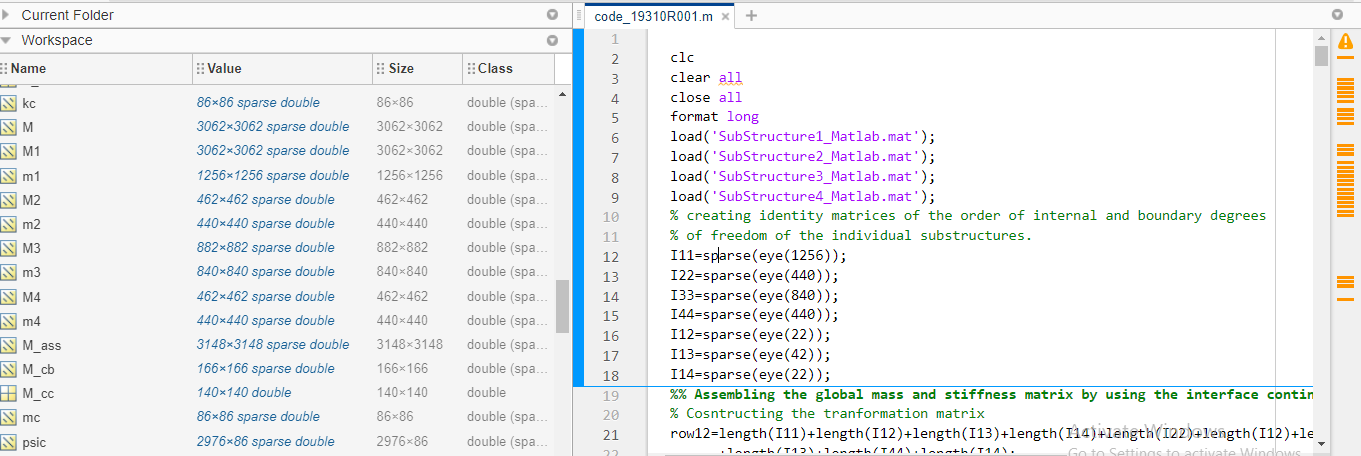 Current Folder
Workspace
Name Value Size Class
kc 86×86 sparse double 86×86 double (spa...
M 3062×3062 sparse double 3062×3062 double (spa...
M1 3062×3062 sparse double 3062×3062 double (spa...
m1 1256×1256 sparse double 1256×1256 double (spa...
M2 462×462 sparse double 462×462 double (spa...
m2 440×440 sparse double 440×440 double (spa...
M3 882×882 sparse double 882×882 double (spa...
m3 840×840 sparse double 840×840 double (spa...
M4 462×462 sparse double 462×462 double (spa...
m4 440×440 sparse double 440×440 double (spa...
M_ass 3148×3148 sparse double 3148×3148 double (spa...
M_cb 166×166 sparse double 166×166 double (spa...
M_cc 140×140 double 140×140 double
mc 86×86 sparse double 86×86 double (spa...
psic 2976×86 sparse double 2976×86 double (spa...
code_19310R001.m × +
1
2 clc
3 clear all
4 close all
5 format long
6 load('SubStructure1_Matlab.mat');
7 load('SubStructure2_Matlab.mat');
8 load('SubStructure3_Matlab.mat');
9 load('SubStructure4_Matlab.mat');
10 % creating identity matrices of the order of internal and boundary degrees
11 % of freedom of the individual substructures.
12 I11=sparse(eye(1256));
13 I22=sparse(eye(440));
14 I33=sparse(eye(840));
15 I44=sparse(eye(440));
16 I12=sparse(eye(22));
17 I13=sparse(eye(42));
18 I14=sparse(eye(22));
19 %% Assembling the global mass and stiffness matrix by using the interface contin
20 % Cosntructing the tranformation matrix
21 row12=length(I11)+length(I12)+length(I13)+length(I14)+length(I22)+length(I12)+le
22 +length(I13)+length(I44)+length(I14);
Activate Windows
Go to Settings to activate Windows.